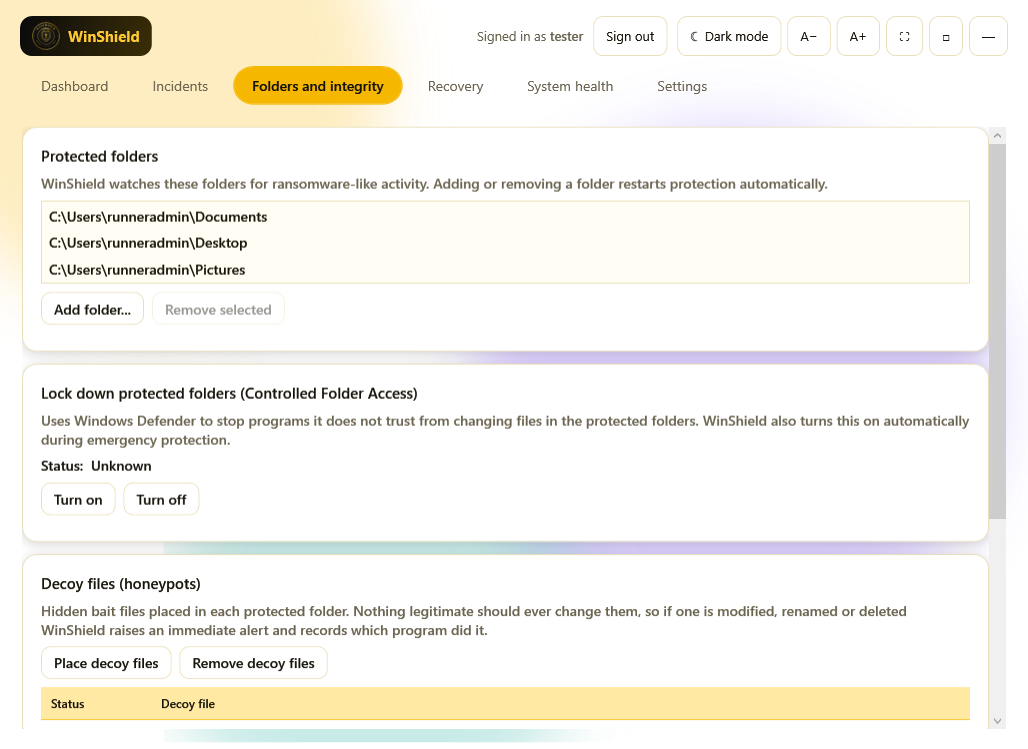 WinShield
Signed in as tester
Sign out
☾ Dark mode
A−
A+
Dashboard
Incidents
Folders and integrity
Recovery
System health
Settings
Protected folders
WinShield watches these folders for ransomware-like activity. Adding or removing a folder restarts protection automatically.
C:\Users\runneradmin\Documents
C:\Users\runneradmin\Desktop
C:\Users\runneradmin\Pictures
Add folder...
Remove selected
Lock down protected folders (Controlled Folder Access)
Uses Windows Defender to stop programs it does not trust from changing files in the protected folders. WinShield also turns this on automatically
during emergency protection.
Status: Unknown
Turn on
Turn off
Decoy files (honeypots)
Hidden bait files placed in each protected folder. Nothing legitimate should ever change them, so if one is modified, renamed or deleted
WinShield raises an immediate alert and records which program did it.
Place decoy files
Remove decoy files
Status
Decoy file